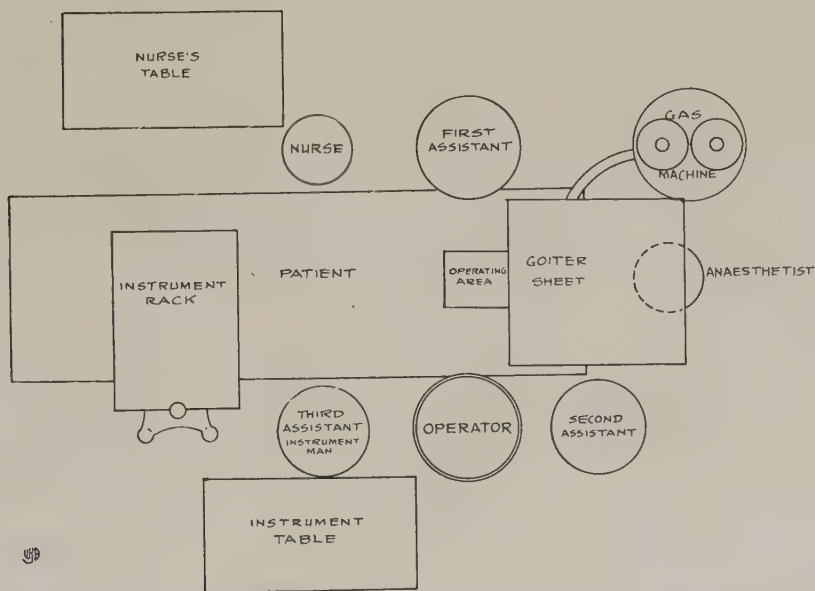 NURSE'S
TABLE
NURSE
FIRST
ASSISTANT
GAS
MACHINE
INSTRUMENT
RACK
PATIENT
OPERATING
AREA
GOITER
SHEET
ANAESTHETIST
THIRD
ASSISTANT
INSTRUMENT
MAN
OPERATOR
SECOND
ASSISTANT
INSTRUMENT
TABLE